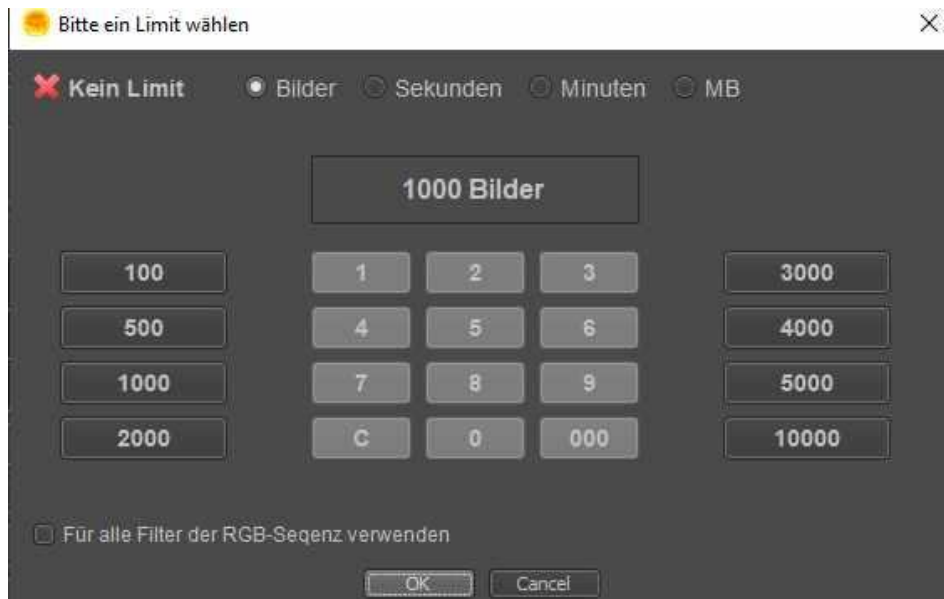 Bitte ein Limit wählen
Kein Limit Bilder Sekunden Minuten MB
1000 Bilder
100 1 2 3 3000
500 4 5 6 4000
1000 7 8 9 5000
2000 C 0 000 10000
Für alle Filter der RGB-Seqenz verwenden
OK Cancel